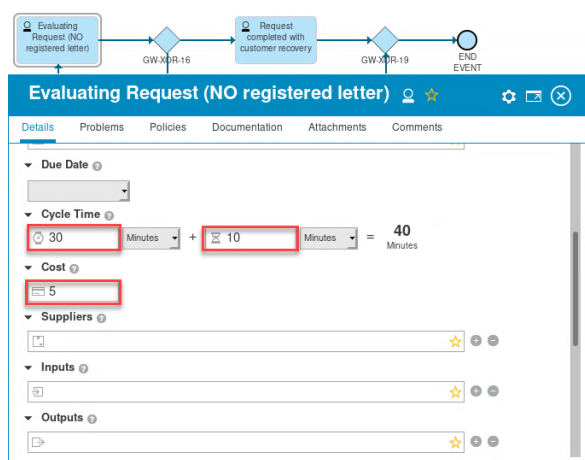 Evaluating
Request (NO
registered letter)
GW-XOR-16
Request
completed with
customer recovery
GW-XOR-19
END
EVENT
Evaluating Request (NO registered letter)
Details Problems Policies Documentation Attachments Comments
Due Date
Cycle Time
30 Minutes + 10 Minutes = 40
Minutes
Cost
5
Suppliers
Inputs
Outputs